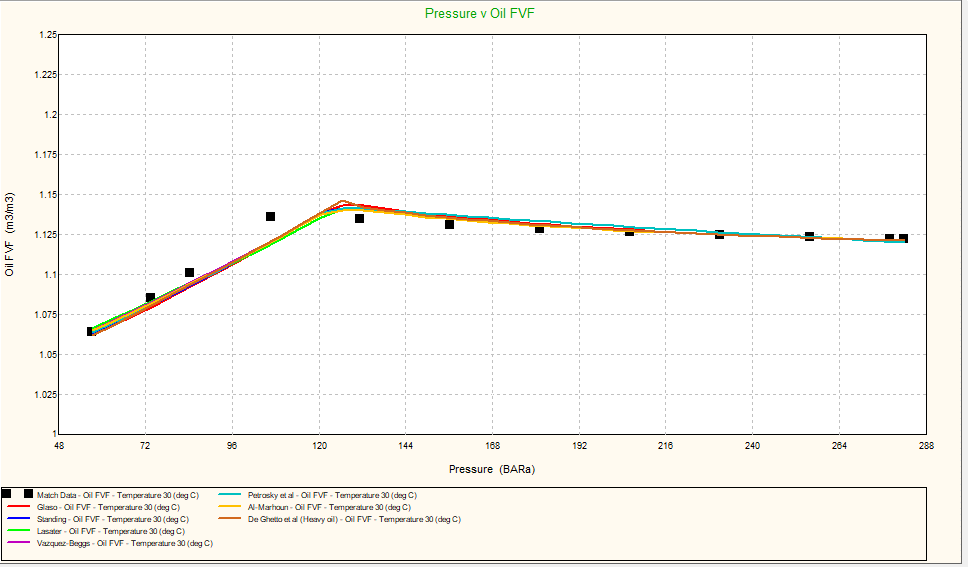 Pressure v Oil FVF
1.25
1.225
1.2
1.175
1.15
1.125
1.1
1.075
1.05
1.025
1
Oil FVF (m3/m3)
48 72 96 120 144 168 192 216 240 264 288
Pressure (BARa)
Match Data - Oil FVF - Temperature 30 (deg C) Petrosky et al - Oil FVF - Temperature 30 (deg C)
Glaso - Oil FVF - Temperature 30 (deg C) Al-Marhoun - Oil FVF - Temperature 30 (deg C)
Standing - Oil FVF - Temperature 30 (deg C) De Ghetto et al (Heavy oil) - Oil FVF - Temperature 30 (deg C)
Lasater - Oil FVF - Temperature 30 (deg C)
Vazquez-Beggs - Oil FVF - Temperature 30 (deg C)